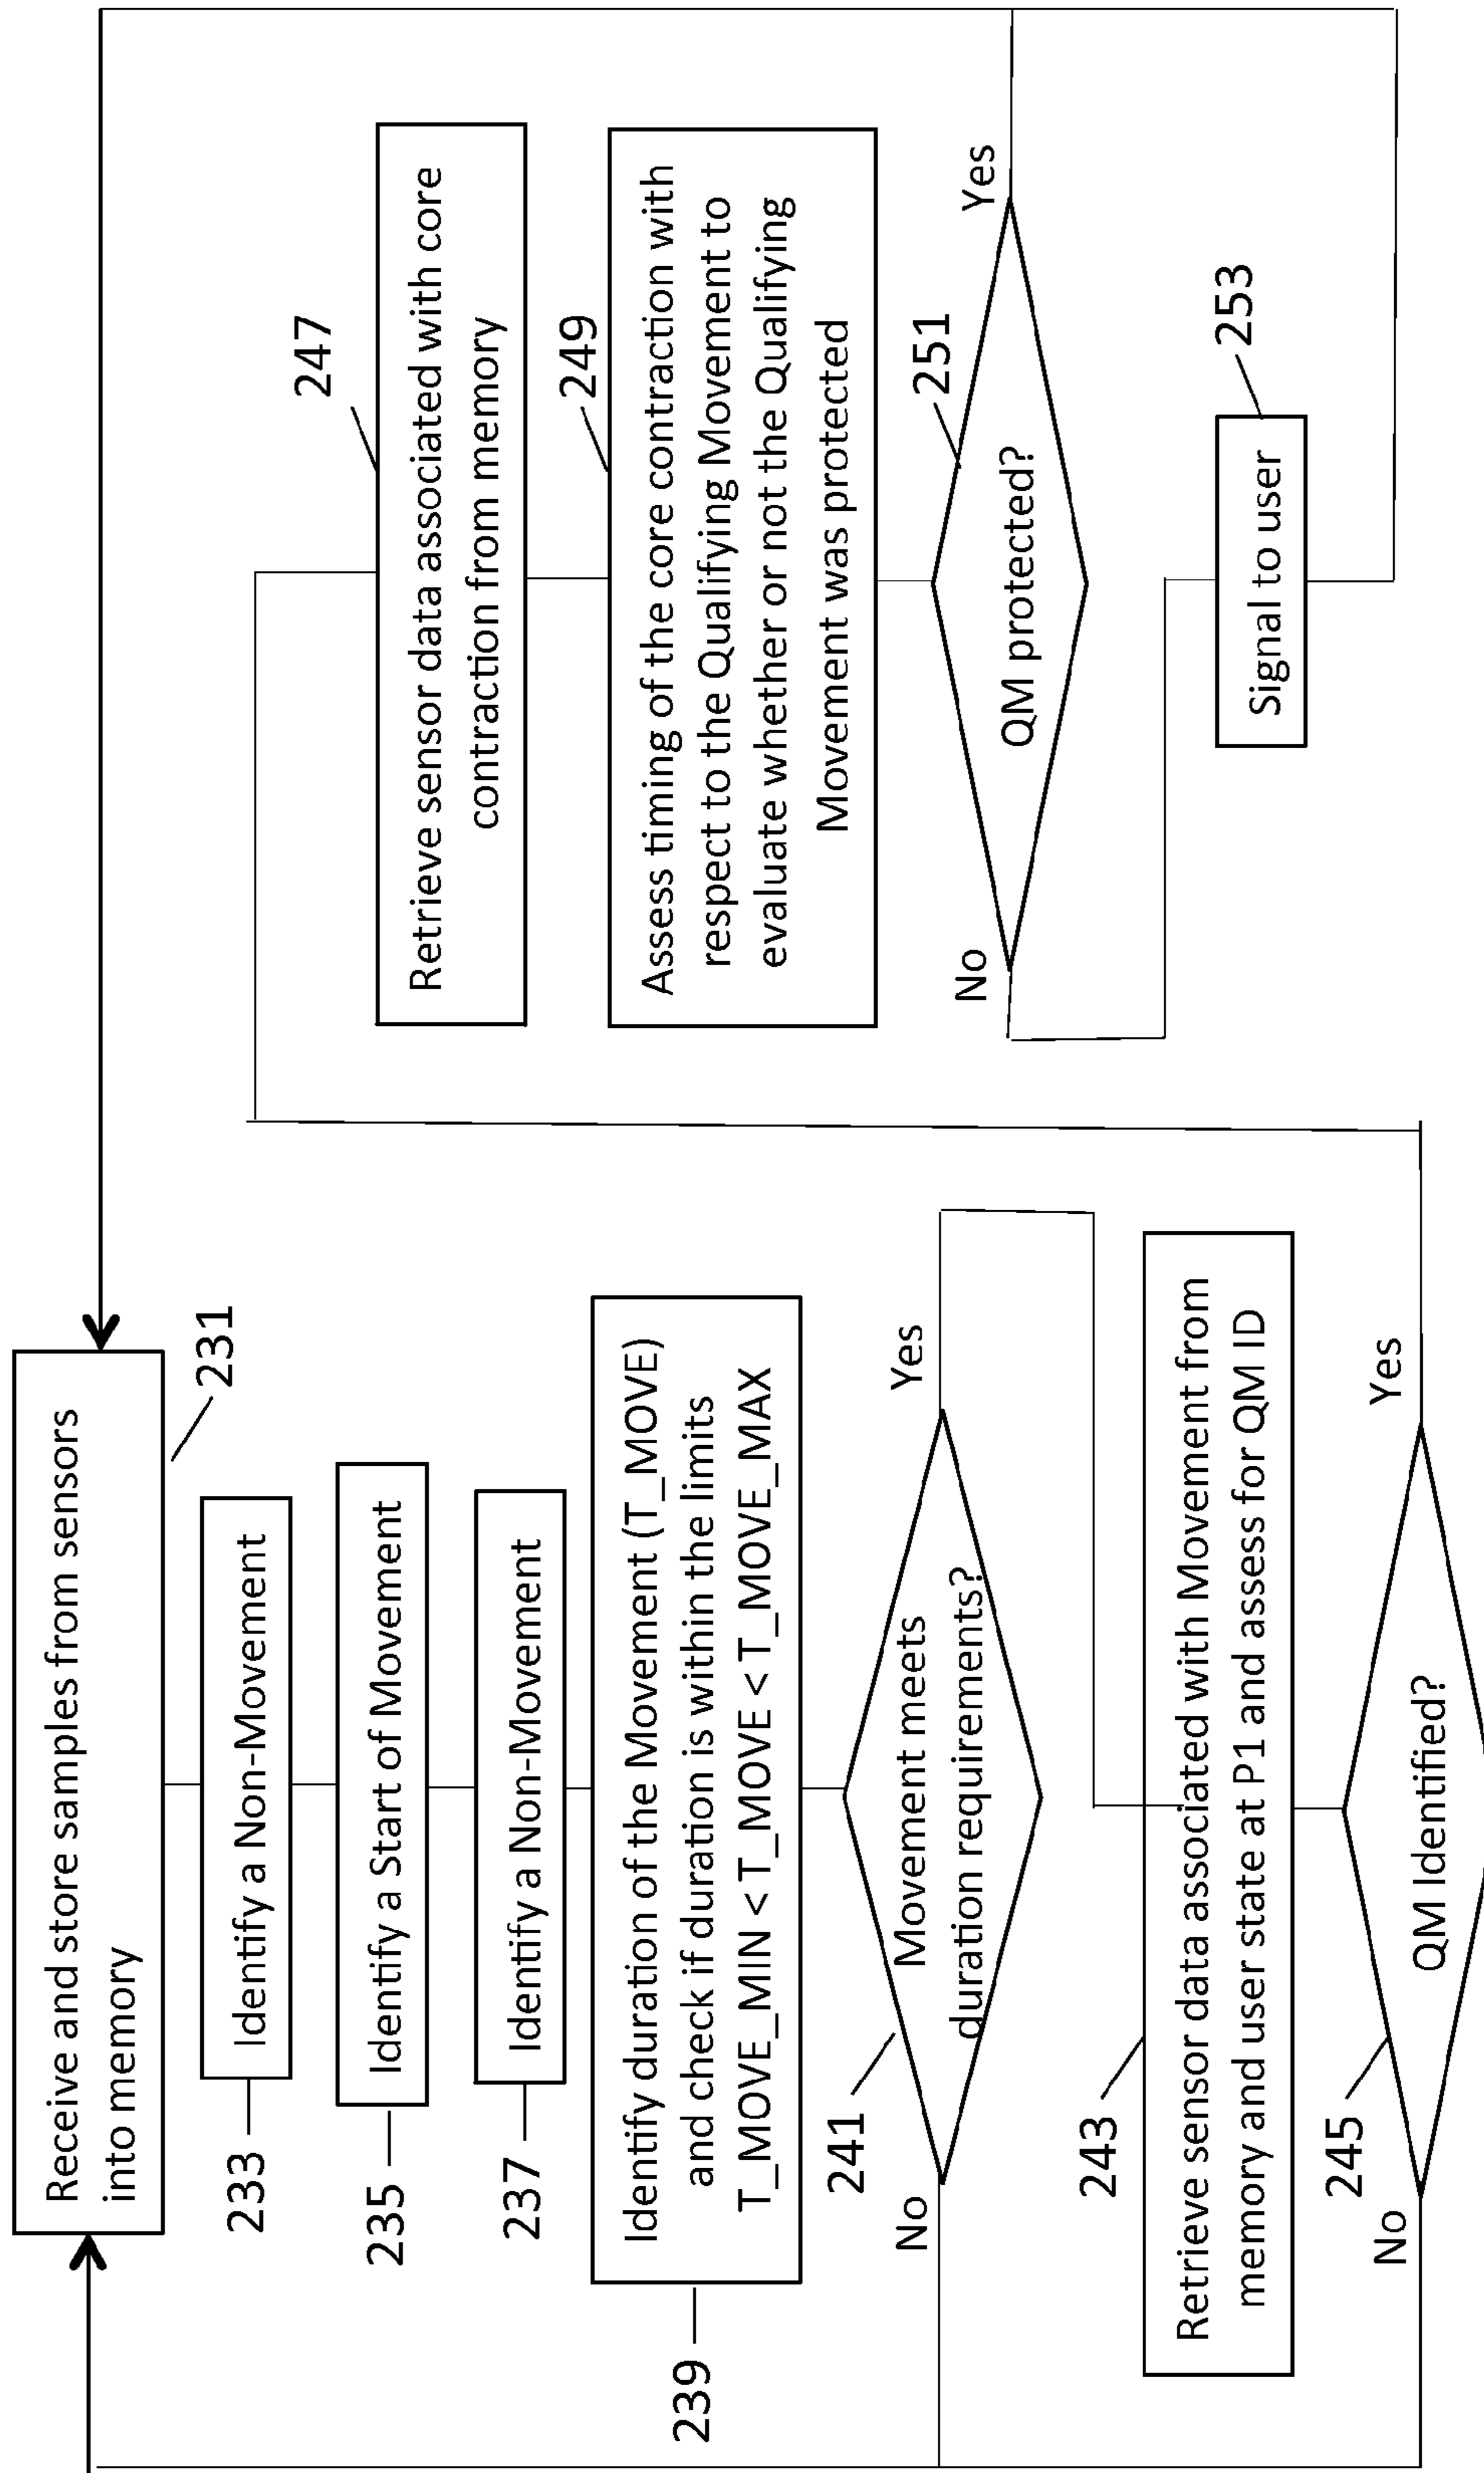 Receive and store samples from sensors
into memory
231
233
Identify a Non-Movement
235
Identify a Start of Movement
237
Identify a Non-Movement
239
Identify duration of the Movement (T_MOVE)
and check if duration is within the limits
T_MOVE_MIN < T_MOVE < T_MOVE_MAX
241
Movement meets
duration requirements?
No
Yes
243
Retrieve sensor data associated with Movement from
memory and user state at P1 and assess for QM ID
245
QM Identified?
No
Yes
247
Retrieve sensor data associated with core
contraction from memory
249
Assess timing of the core contraction with
respect to the Qualifying Movement to
evaluate whether or not the Qualifying
Movement was protected
251
QM protected?
No
Yes
253
Signal to user